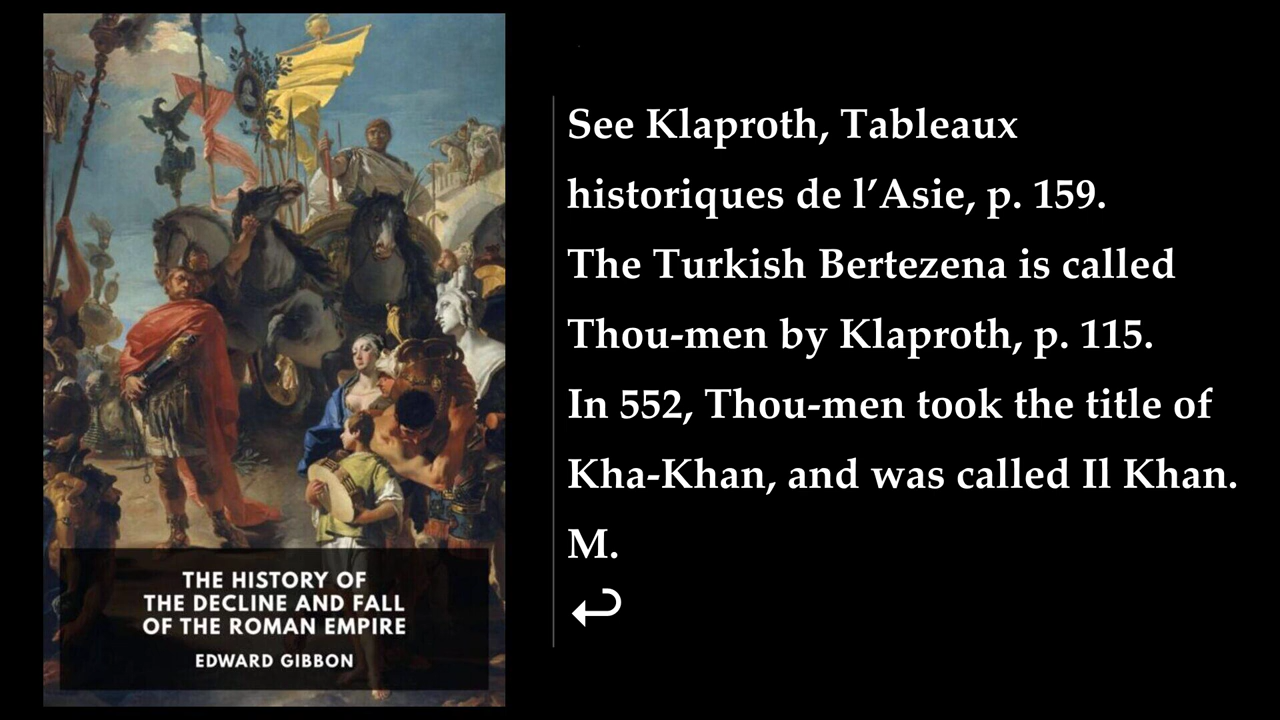 See Klaproth, Tableaux
historiques de l’Asie, p. 159.
The Turkish Bertezena is called
Thou-men by Klaproth, p. 115.
In 552, Thou-men took the title of
Kha-Khan, and was called Il Khan.
M.
↩
THE HISTORY OF
THE DECLINE AND FALL
OF THE ROMAN EMPIRE
EDWARD GIBBON